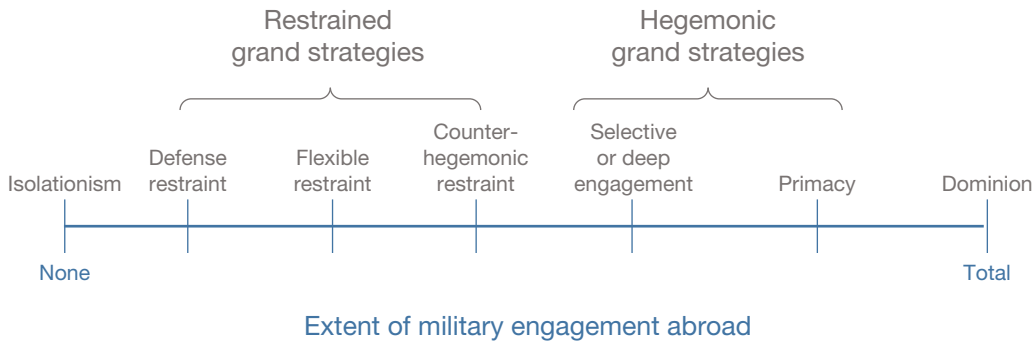 Restrained
grand strategies
Hegemonic
grand strategies
Isolationism
Defense
restraint
Flexible
restraint
Counter-
hegemonic
restraint
Selective
or deep
engagement
Primacy
Dominion
None
Total
Extent of military engagement abroad